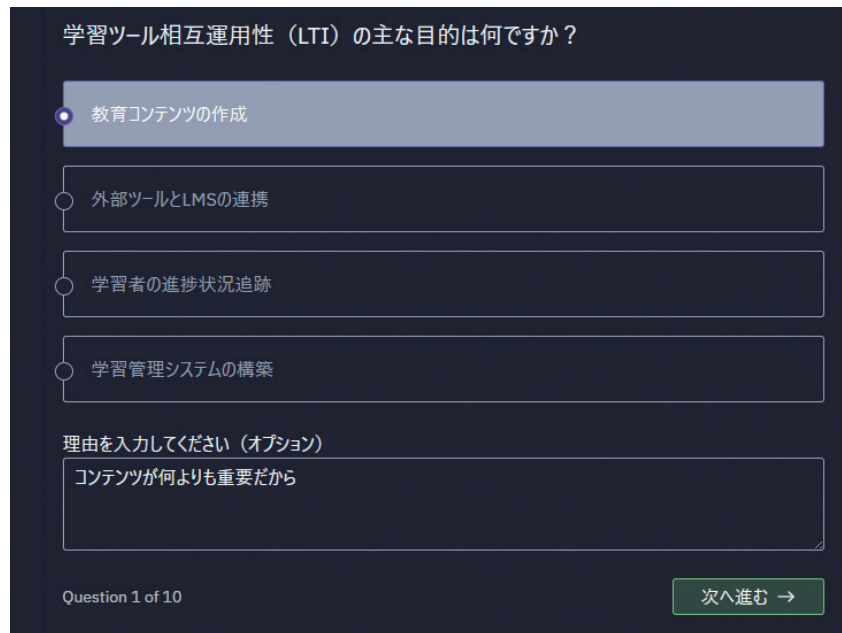 学習ツール相互運用性（LTI）の主な目的は何ですか？
教育コンテンツの作成
外部ツールとLMSの連携
学習者の進捗状況追跡
学習管理システムの構築
理由を入力してください（オプション）
コンテンツが何よりも重要だから
Question 1 of 10
次へ進む →